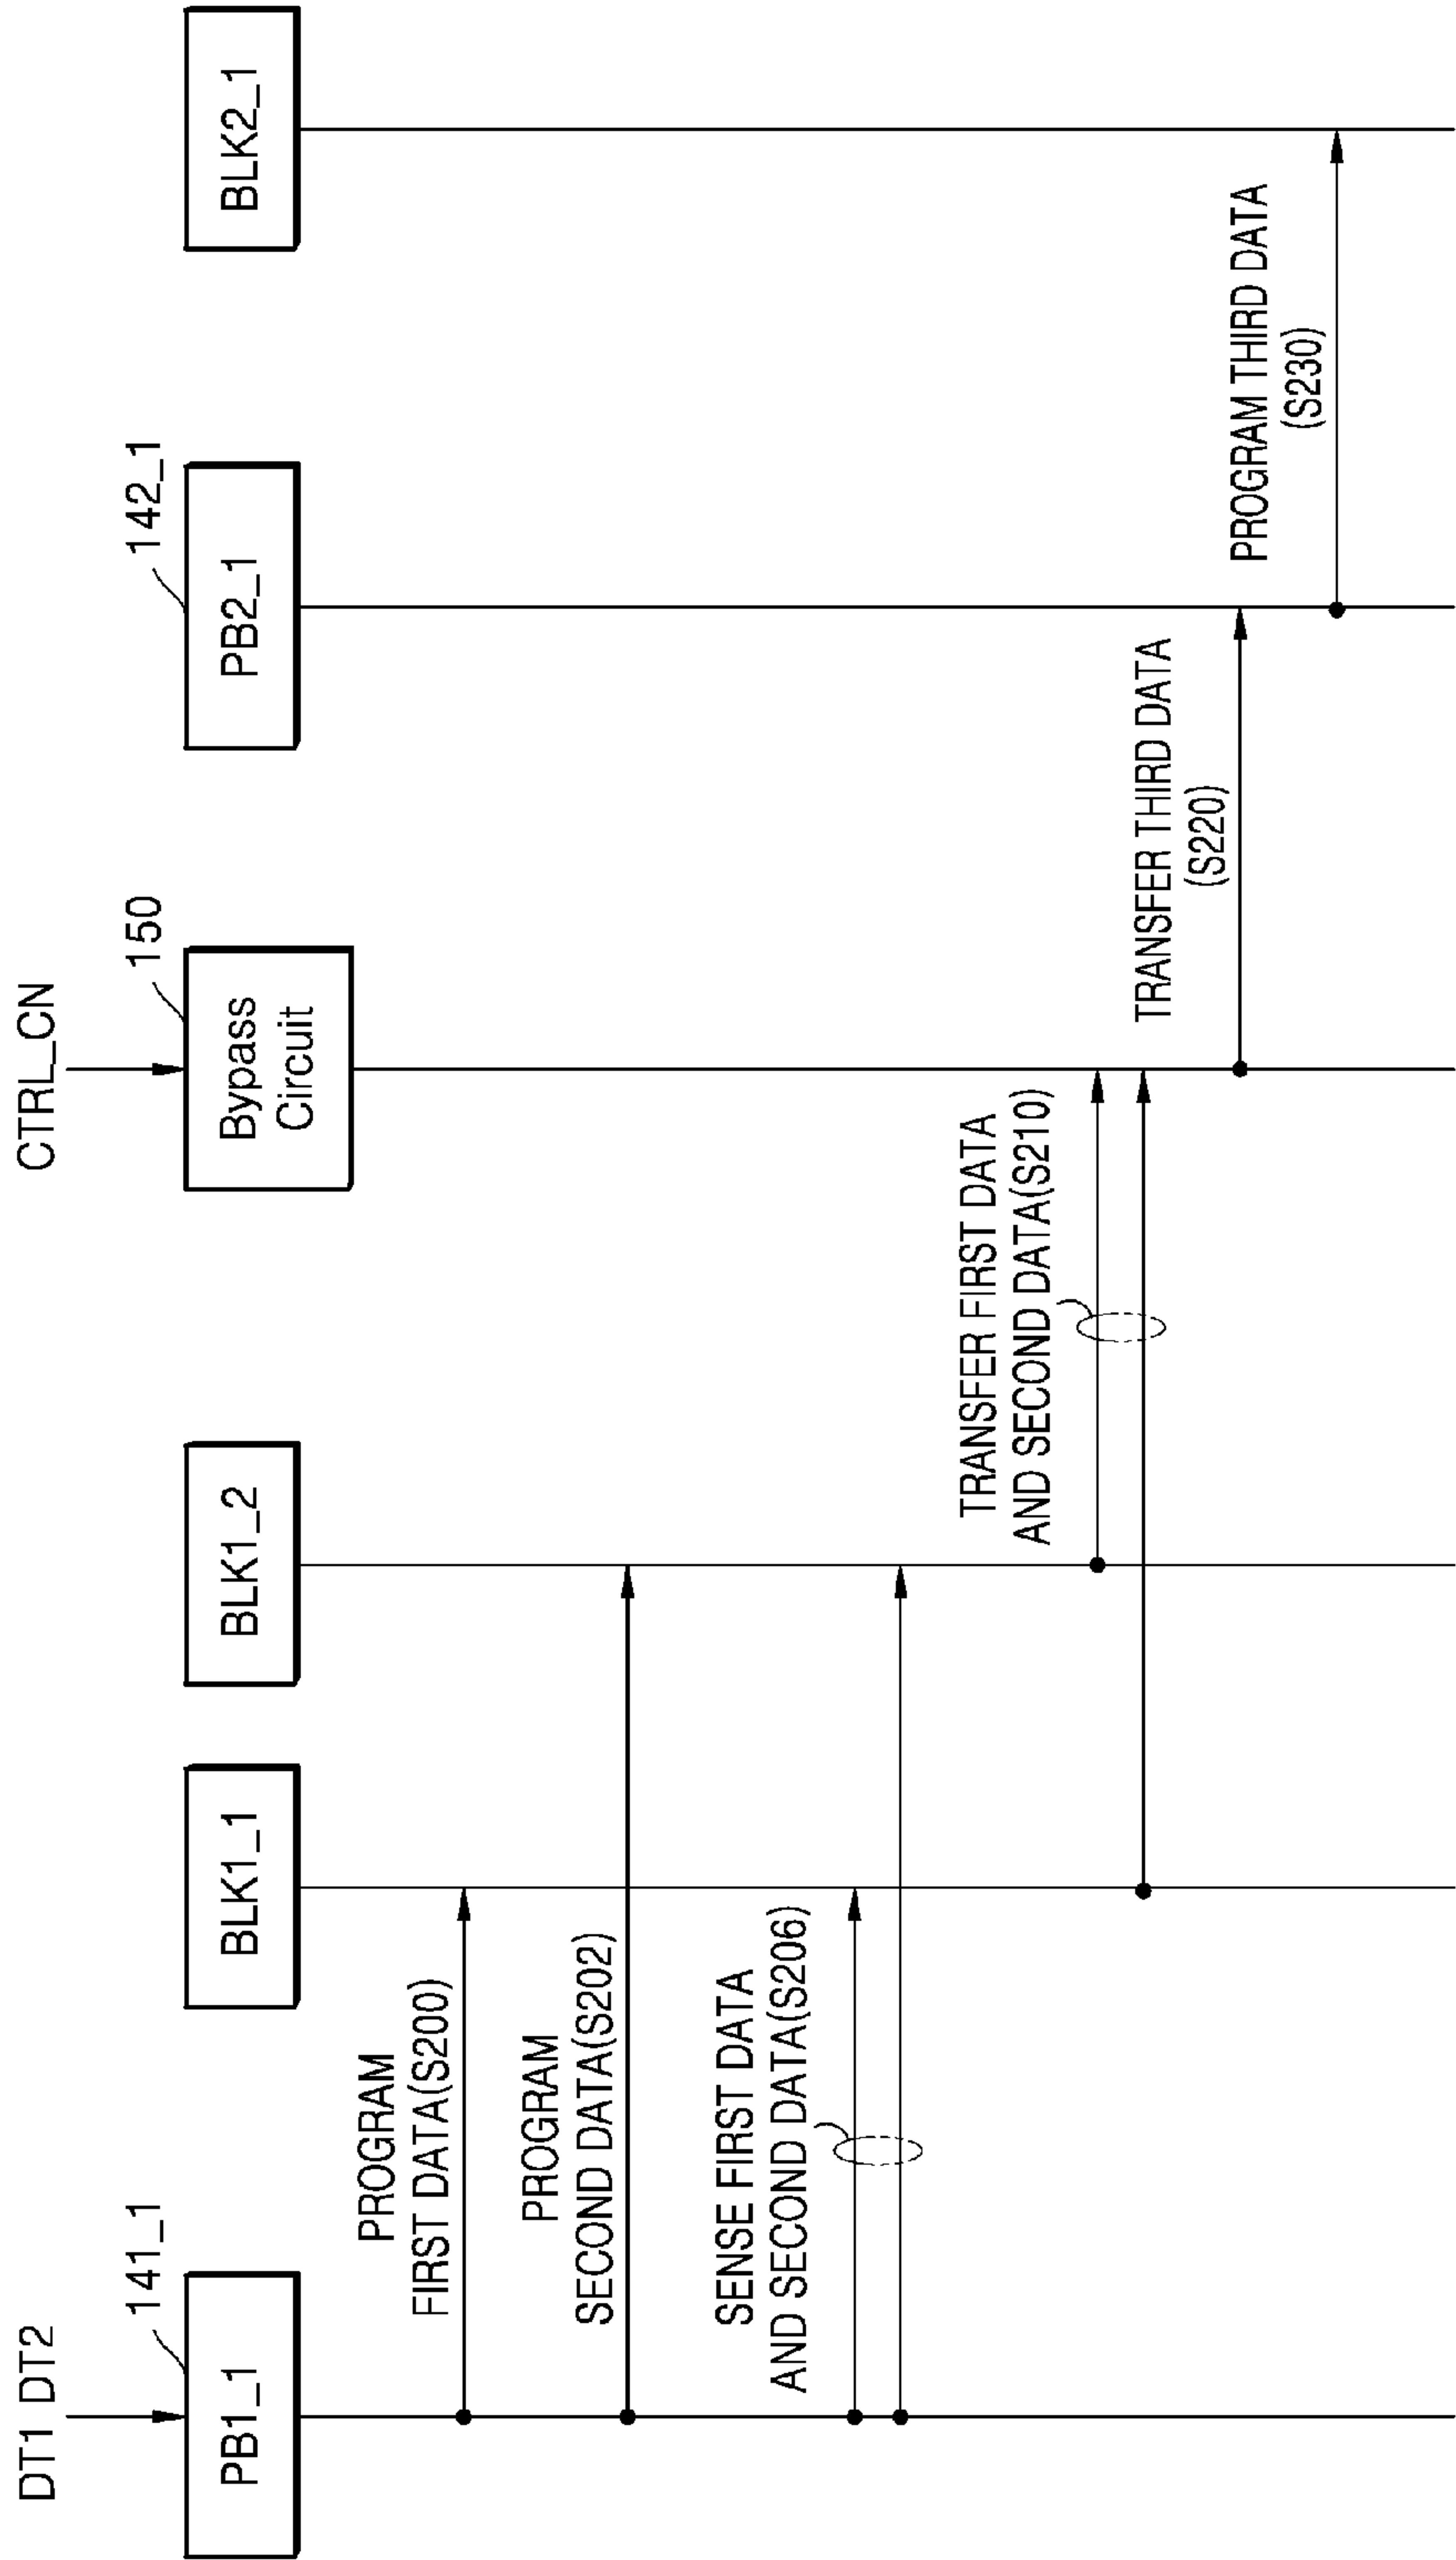 DT1 DT2
CTRL_CN
141_1
150
142_1
PB1_1
BLK1_1
BLK1_2
Bypass
Circuit
PB2_1
BLK2_1
PROGRAM
FIRST DATA(S200)
PROGRAM
SECOND DATA(S202)
SENSE FIRST DATA
AND SECOND DATA(S206)
TRANSFER FIRST DATA
AND SECOND DATA(S210)
TRANSFER THIRD DATA
(S220)
PROGRAM THIRD DATA
(S230)